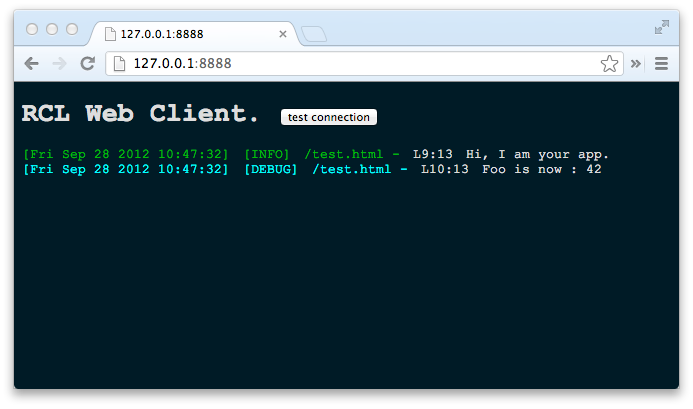 127.0.0.1:8888
127.0.0.1:8888
RCL Web Client. test connection
[Fri Sep 28 2012 10:47:32] [INFO] /test.html - L9:13 Hi, I am your app.
[Fri Sep 28 2012 10:47:32] [DEBUG] /test.html - L10:13 Foo is now : 42